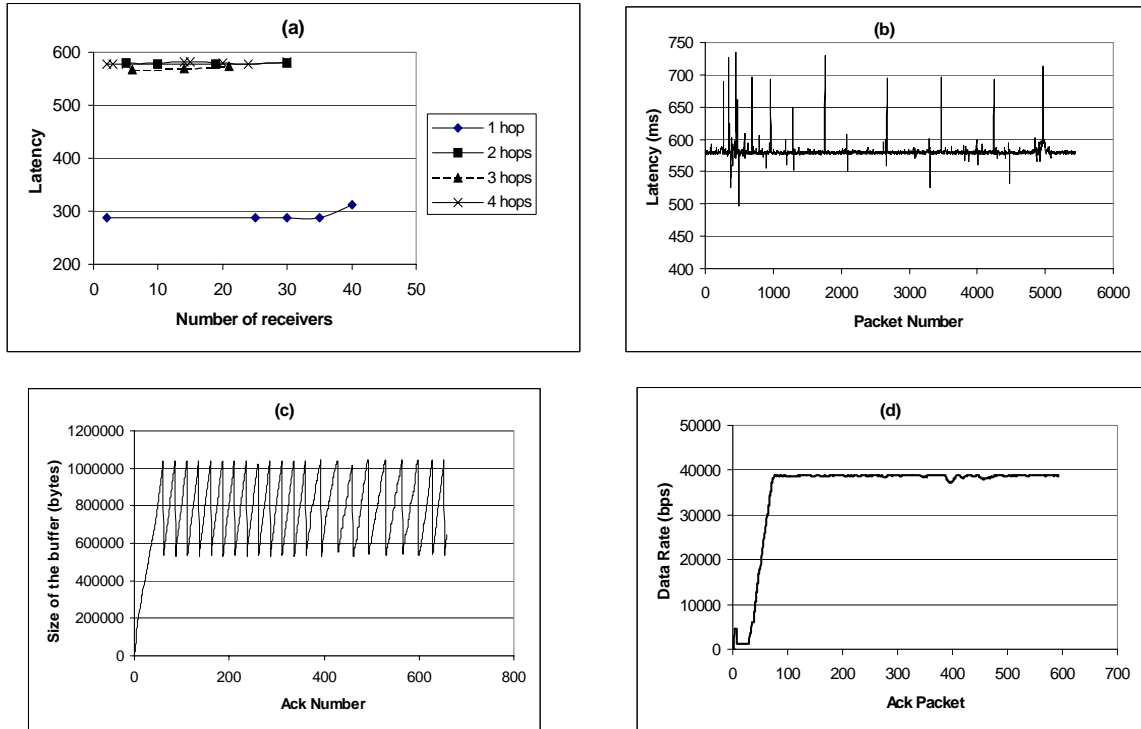 (a)
600
500
400
300
200
0 10 20 30 40 50
Latency
Number of receivers
1 hop
2 hops
3 hops
4 hops
(b)
750
700
650
600
550
500
450
400
0 1000 2000 3000 4000 5000 6000
Latency (ms)
Packet Number
(c)
1200000
1000000
800000
600000
400000
200000
0
0 200 400 600 800
Size of the buffer (bytes)
Ack Number
(d)
50000
40000
30000
20000
10000
0
0 100 200 300 400 500 600 700
Data Rate (bps)
Ack Packet